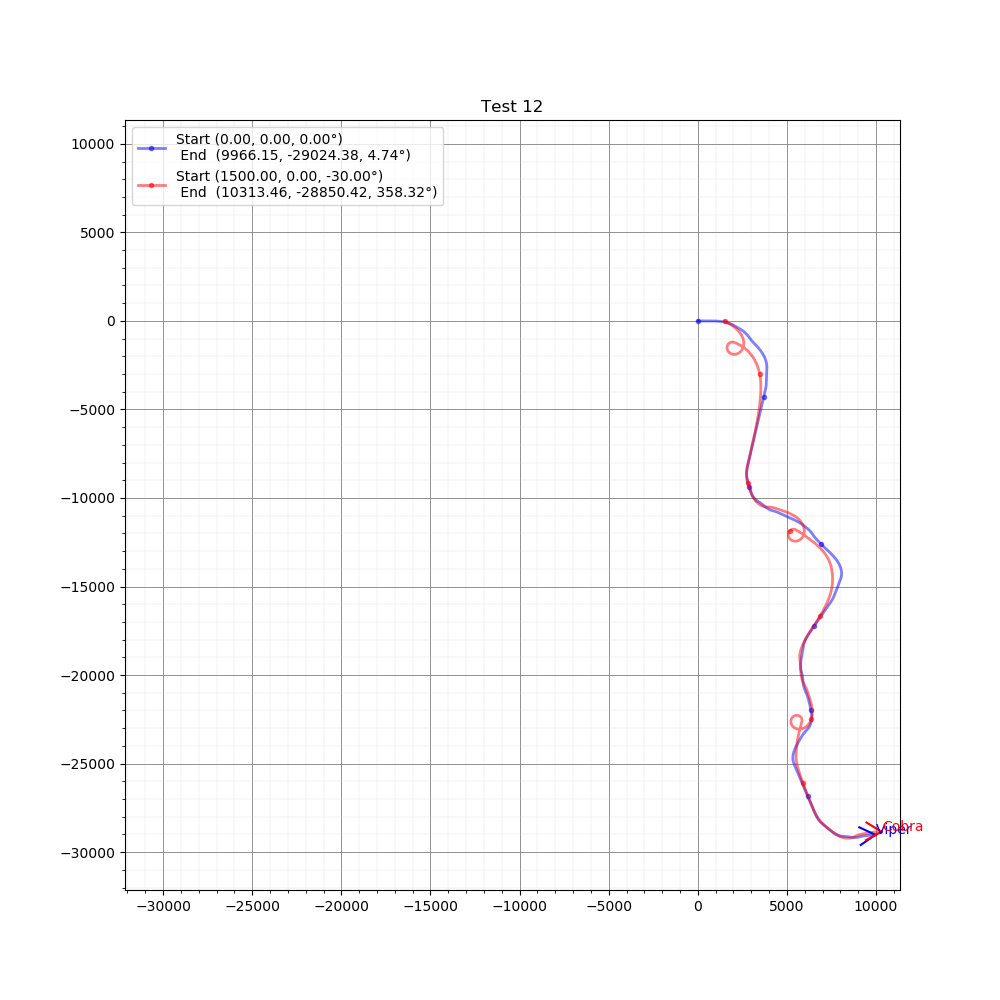 Test 12
Start (0.00, 0.00, 0.00°)
End  (9966.15, -29024.38, 4.74°)
Start (1500.00, 0.00, -30.00°)
End  (10313.46, -28850.42, 358.32°)
10000
5000
0
−5000
−10000
−15000
−20000
−25000
−30000
Cobra
Viper
−30000 −25000 −20000 −15000 −10000 −5000 0 5000 10000